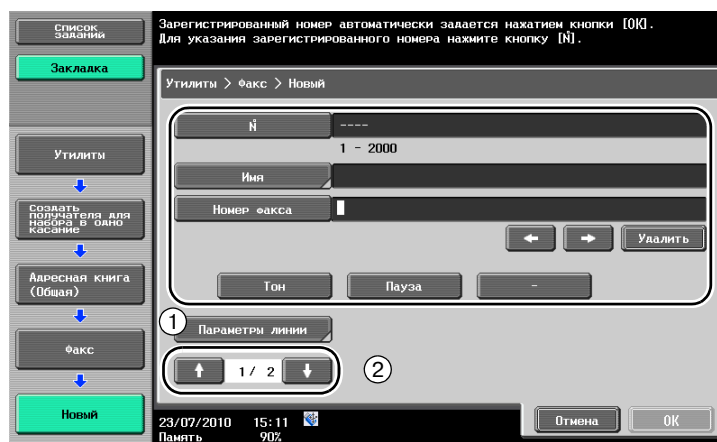 Список
заданий
Закладка
Зарегистрированный номер автоматически задается нажатием кнопки [OK].
Для указания зарегистрированного номера нажмите кнопку [№].
Утилиты > Факс > Новый
№
----
1 - 2000
Имя
Номер факса
Удалить
Тон
Пауза
-
1
Параметры линии
1/ 2
2
Утилиты
Создать
получателя для
набора в одно
касание
Адресная книга
(Общая)
Факс
Новый
23/07/2010 15:11
Память 90%
Отмена
OK